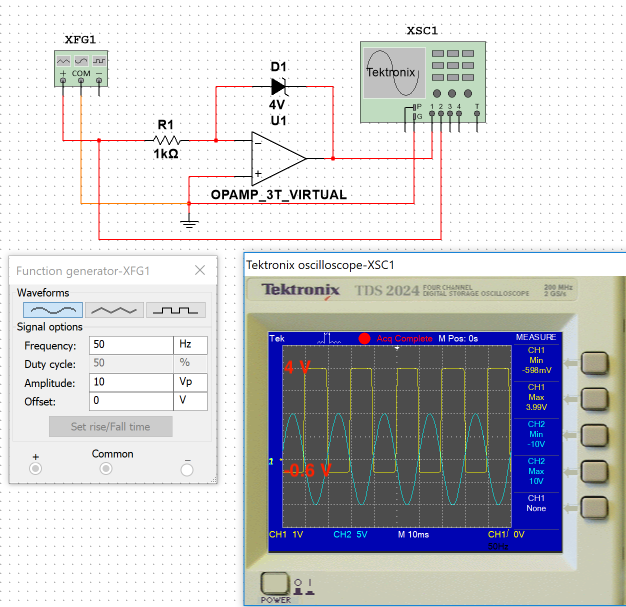 XFG1
COM
+
−
R1
1kΩ
D1
4V
U1
−
+
OPAMP_3T_VIRTUAL
XSC1
Tektronix
P
G
1 2 3 4 T
Function generator-XFG1
Waveforms
Signal options
Frequency: 50 Hz
Duty cycle: 50 %
Amplitude: 10 Vp
Offset: 0 V
Set rise/Fall time
+ Common −
Tektronix oscilloscope-XSC1
Tektronix TDS 2024 FOUR CHANNEL DIGITAL STORAGE OSCILLOSCOPE 200 MHz 2 GS/s
Tek Acq Complete M Pos: 0s MEASURE
CH1
Min
-598mV
CH1
Max
3.99V
CH2
Min
-10V
CH2
Max
10V
CH1
None
4 V
-0.6 V
CH1 1V CH2 5V M 10ms CH1/ 0V
POWER